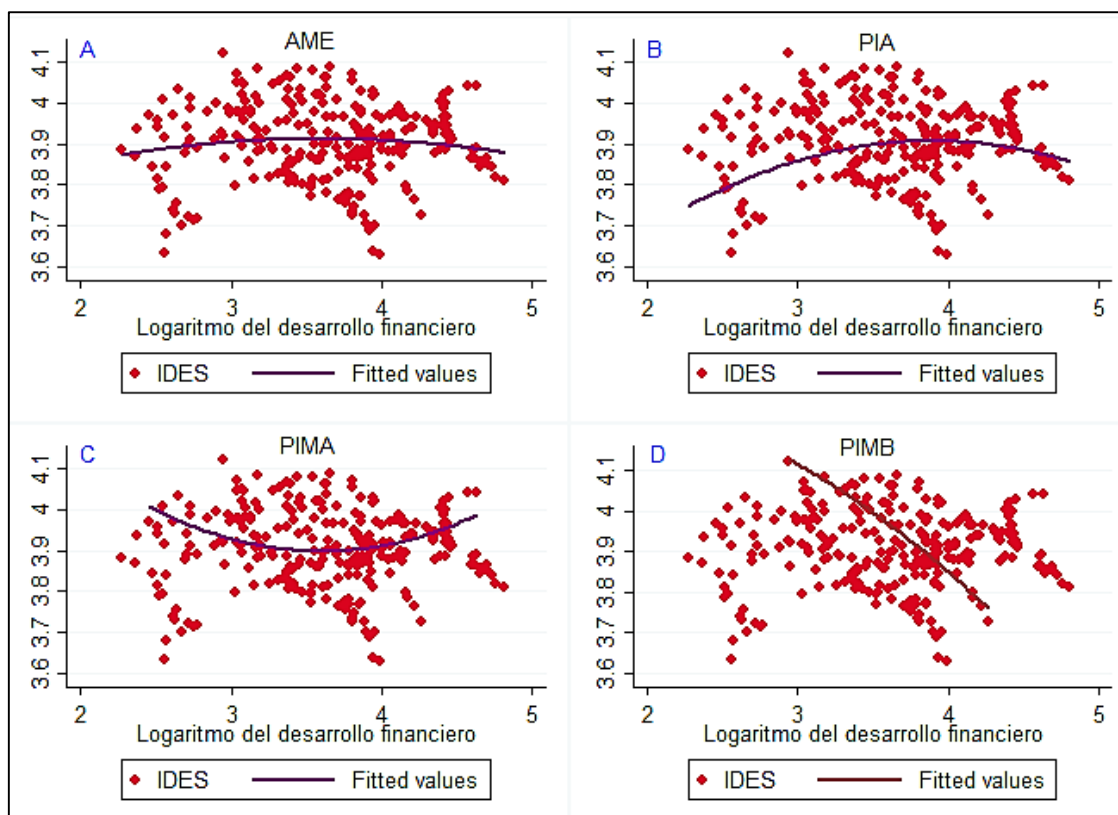 A AME
4.1
4
3.9
3.8
3.7
3.6
2 3 4 5
Logaritmo del desarrollo financiero
IDES Fitted values
B PIA
4.1
4
3.9
3.8
3.7
3.6
2 3 4 5
Logaritmo del desarrollo financiero
IDES Fitted values
C PIMA
4.1
4
3.9
3.8
3.7
3.6
2 3 4 5
Logaritmo del desarrollo financiero
IDES Fitted values
D PIMB
4.1
4
3.9
3.8
3.7
3.6
2 3 4 5
Logaritmo del desarrollo financiero
IDES Fitted values